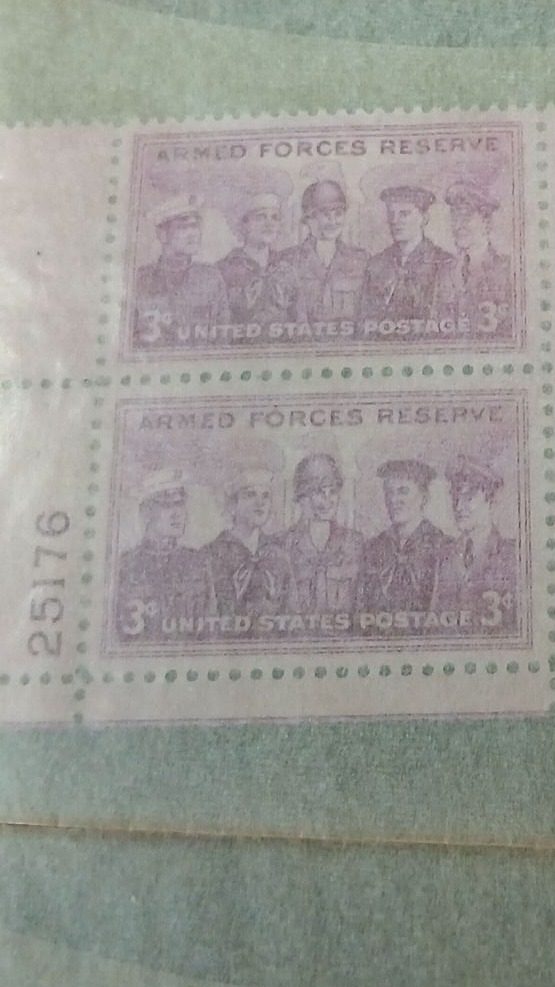 ARMED FORCES RESERVE
3¢ UNITED STATES POSTAGE 3¢
ARMED FORCES RESERVE
3¢ UNITED STATES POSTAGE 3¢
25176